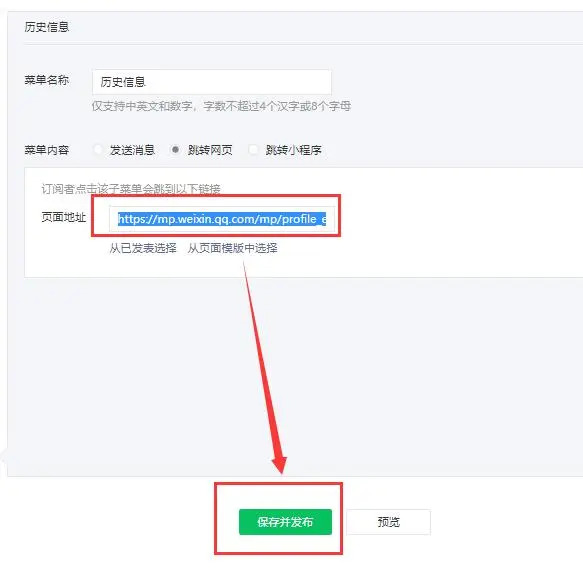 历史信息
菜单名称 历史信息
仅支持中英文和数字，字数不超过4个汉字或8个字母
菜单内容 发送消息 跳转网页 跳转小程序
订阅者点击该子菜单会跳到以下链接
页面地址 https://mp.weixin.qq.com/mp/profile_e
从已发表选择 从页面模版中选择
保存并发布 预览